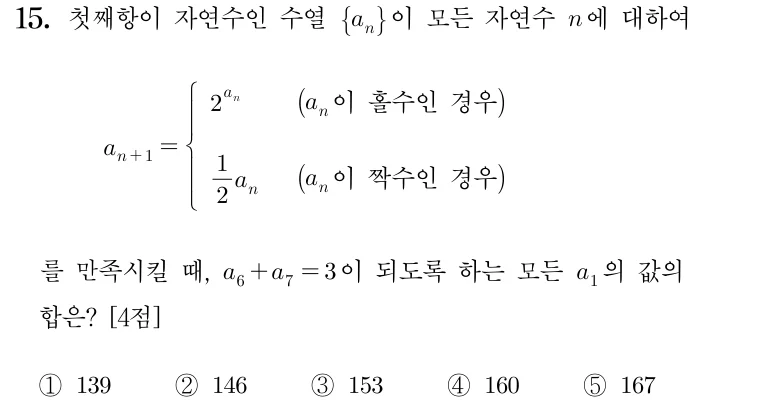 15. 첫째항이 자연수인 수열 {aₙ}이 모든 자연수 n에 대하여
2^{aₙ} (aₙ이 홀수인 경우)
aₙ₊₁ = {
1/2 aₙ (aₙ이 짝수인 경우)
를 만족시킬 때, a₆+a₇=3이 되도록 하는 모든 a₁의 값의
합은? [4점]
① 139 ② 146 ③ 153 ④ 160 ⑤ 167